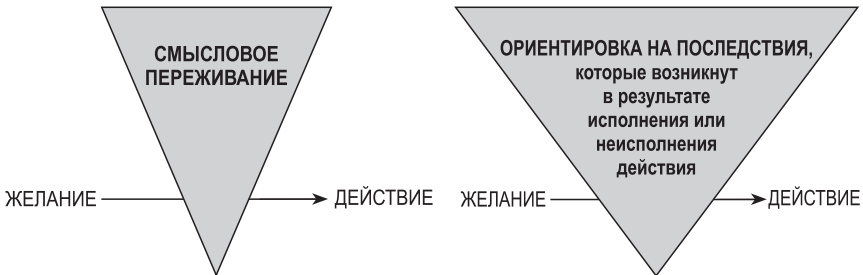 СМЫСЛОВОЕ
ПЕРЕЖИВАНИЕ
ЖЕЛАНИЕ
ДЕЙСТВИЕ
ОРИЕНТИРОВКА НА ПОСЛЕДСТВИЯ,
которые возникнут
в результате
исполнения или
неисполнения
действия
ЖЕЛАНИЕ
ДЕЙСТВИЕ